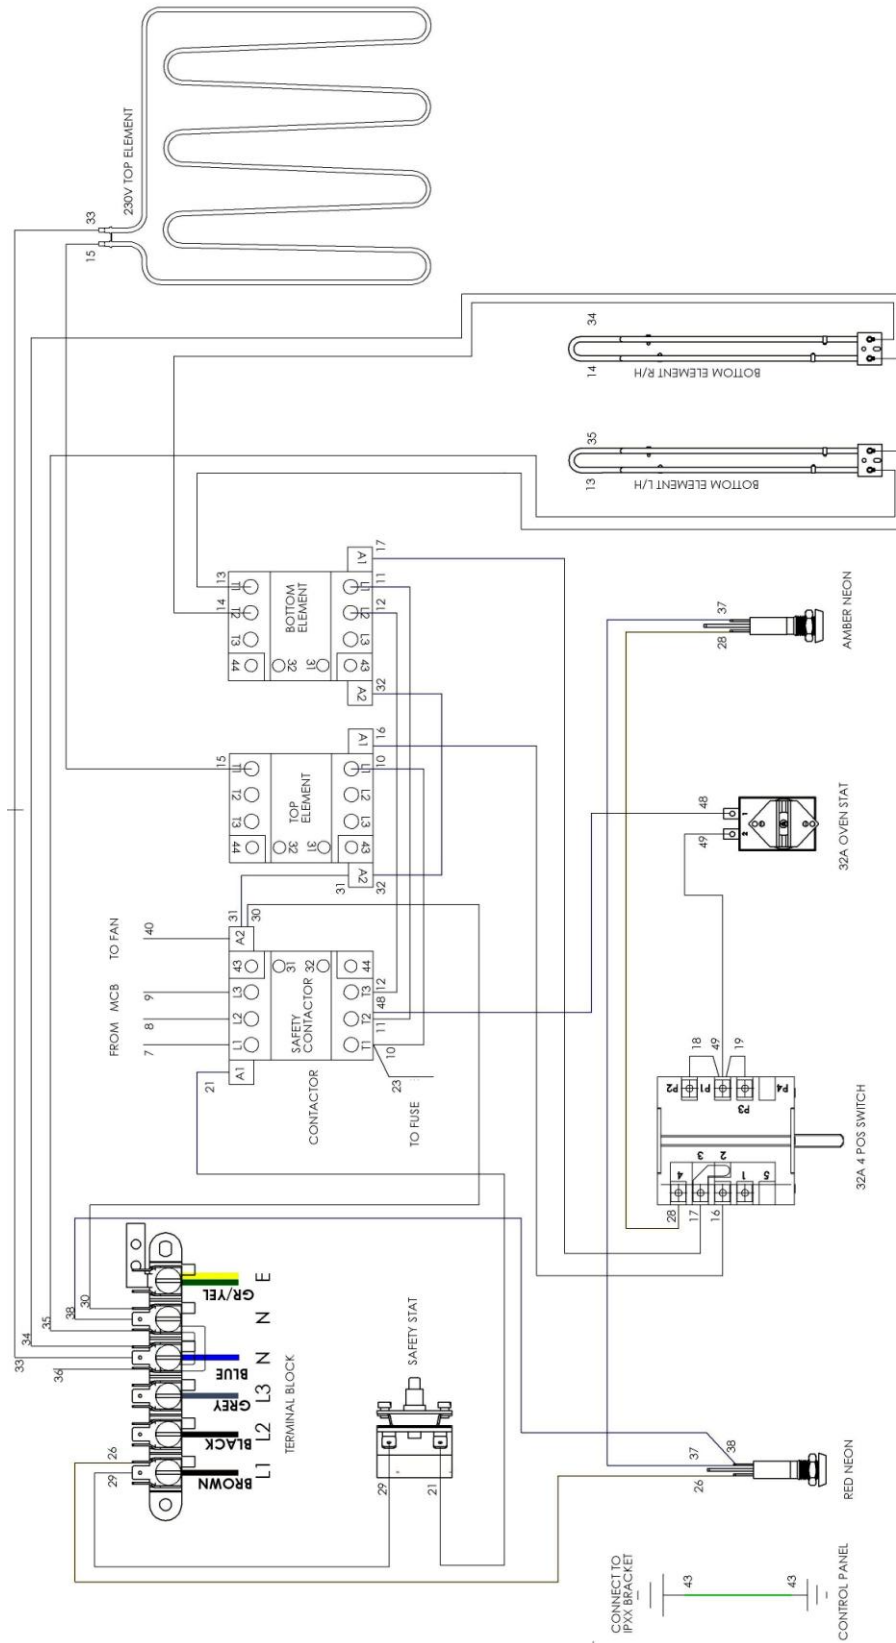 230V TOP ELEMENT
33
15
34
14
BOTTOM ELEMENT R/H
35
13
BOTTOM ELEMENT L/H
13
14
T1
T2
T3
44
BOTTOM
ELEMENT
32
31
L1
L2
L3
43
A1
A2
17
11
12
32
15
T1
T2
T3
44
TOP
ELEMENT
32
31
L1
L2
L3
43
A1
A2
16
10
31
32
TO FAN
40
FROM MCB
9
8
7
31
30
A2
43
L3
L2
L1
A1
21
31
32
SAFETY
CONTACTOR
44
T3
T2
T1
12
48
11
10
23
TO FUSE
CONTACTOR
37
28
AMBER NEON
48
49
1
2
32A OVEN STAT
18
49
19
P2
P1
P3
P4
4
3
2
1
5
28
17
16
32A 4 POS SWITCH
30
38
35
34
33
36
26
29
E
GR/YEL
N
N
BLUE
L3
GREY
L2
BLACK
L1
BROWN
TERMINAL BLOCK
SAFETY STAT
29
21
37
38
26
RED NEON
CONNECT TO
IPXX BRACKET
43
43
CONTROL PANEL